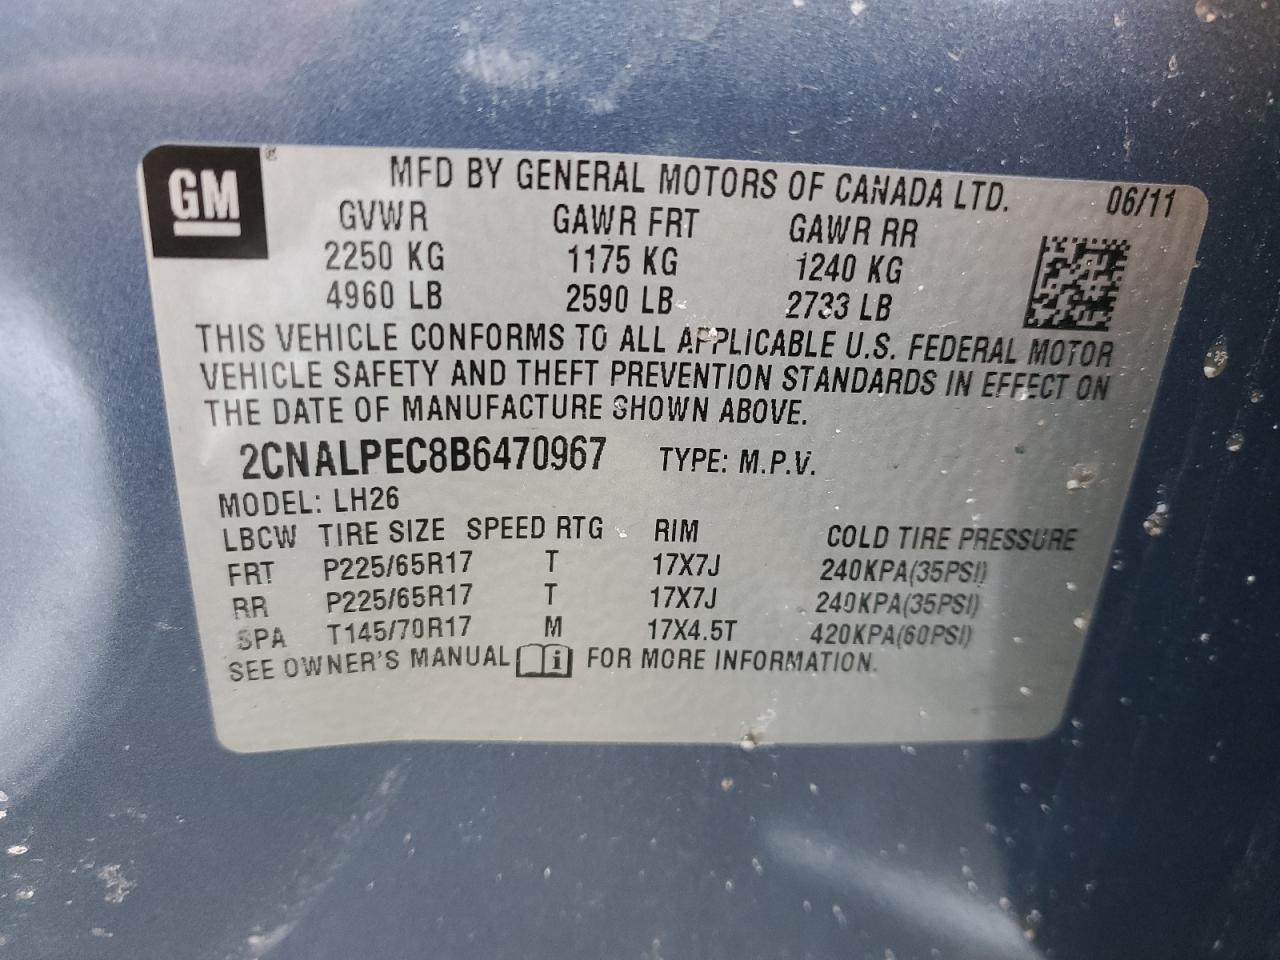 GM ® MFD BY GENERAL MOTORS OF CANADA LTD. 06/11
GVWR GAWR FRT GAWR RR
2250 KG 1175 KG 1240 KG
4960 LB 2590 LB 2733 LB
THIS VEHICLE CONFORMS TO ALL APPLICABLE U.S. FEDERAL MOTOR
VEHICLE SAFETY AND THEFT PREVENTION STANDARDS IN EFFECT ON
THE DATE OF MANUFACTURE SHOWN ABOVE.
2CNALPEC8B6470967 TYPE: M.P.V.
MODEL: LH26
LBCW TIRE SIZE SPEED RTG RIM COLD TIRE PRESSURE
FRT P225/65R17 T 17X7J 240KPA(35PSI)
RR P225/65R17 T 17X7J 240KPA(35PSI)
SPA T145/70R17 M 17X4.5T 420KPA(60PSI)
SEE OWNER'S MANUAL i FOR MORE INFORMATION.